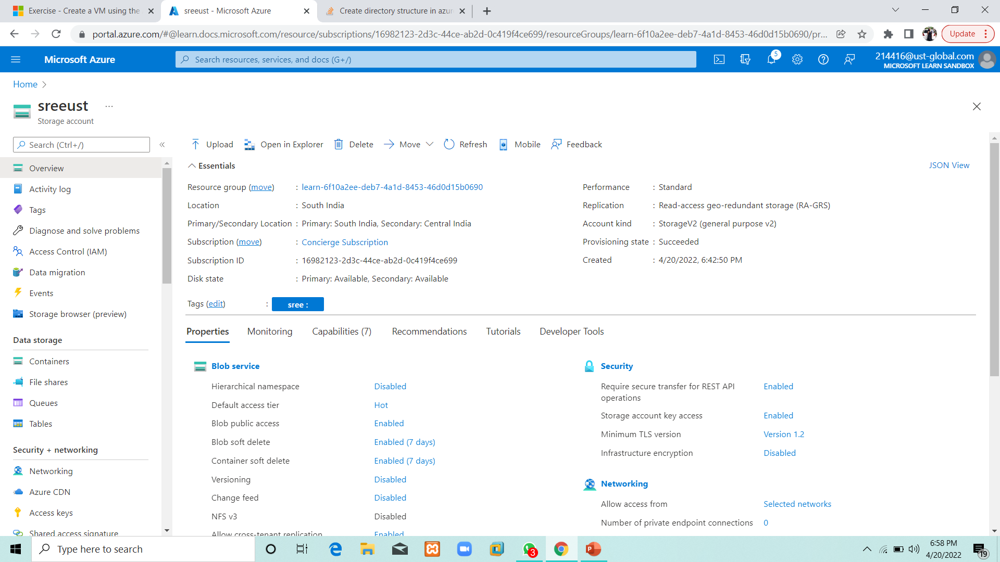 Exercise - Create a VM using the
sreeust - Microsoft Azure
Create directory structure in azur
portal.azure.com/#@learn.docs.microsoft.com/resource/subscriptions/16982123-2d3c-44ce-ab2d-0c419f4ce699/resourceGroups/learn-6f10a2ee-deb7-4a1d-8453-46d0d15b0690/pr...
Update
Microsoft Azure
Search resources, services, and docs (G+/)
5
214416@ust-global.com
MICROSOFT LEARN SANDBOX
Home
sreeust
...
Storage account
Search (Ctrl+/)
«
Upload
Open in Explorer
Delete
Move
Refresh
Mobile
Feedback
Overview
Activity log
Tags
Diagnose and solve problems
Access Control (IAM)
Data migration
Events
Storage browser (preview)
Data storage
Containers
File shares
Queues
Tables
Security + networking
Networking
Azure CDN
Access keys
Shared access signature
Essentials
JSON View
Resource group (move) : learn-6f10a2ee-deb7-4a1d-8453-46d0d15b0690
Location : South India
Primary/Secondary Location : Primary: South India, Secondary: Central India
Subscription (move) : Concierge Subscription
Subscription ID : 16982123-2d3c-44ce-ab2d-0c419f4ce699
Disk state : Primary: Available, Secondary: Available
Performance : Standard
Replication : Read-access geo-redundant storage (RA-GRS)
Account kind : StorageV2 (general purpose v2)
Provisioning state : Succeeded
Created : 4/20/2022, 6:42:50 PM
Tags (edit) : sree :
Properties
Monitoring
Capabilities (7)
Recommendations
Tutorials
Developer Tools
Blob service
Hierarchical namespace Disabled
Default access tier Hot
Blob public access Enabled
Blob soft delete Enabled (7 days)
Container soft delete Enabled (7 days)
Versioning Disabled
Change feed Disabled
NFS v3 Disabled
Allow cross-tenant replication Enabled
Security
Require secure transfer for REST API Enabled
operations
Storage account key access Enabled
Minimum TLS version Version 1.2
Infrastructure encryption Disabled
Networking
Allow access from Selected networks
Number of private endpoint connections 0
Type here to search
3
6:58 PM
4/20/2022
19